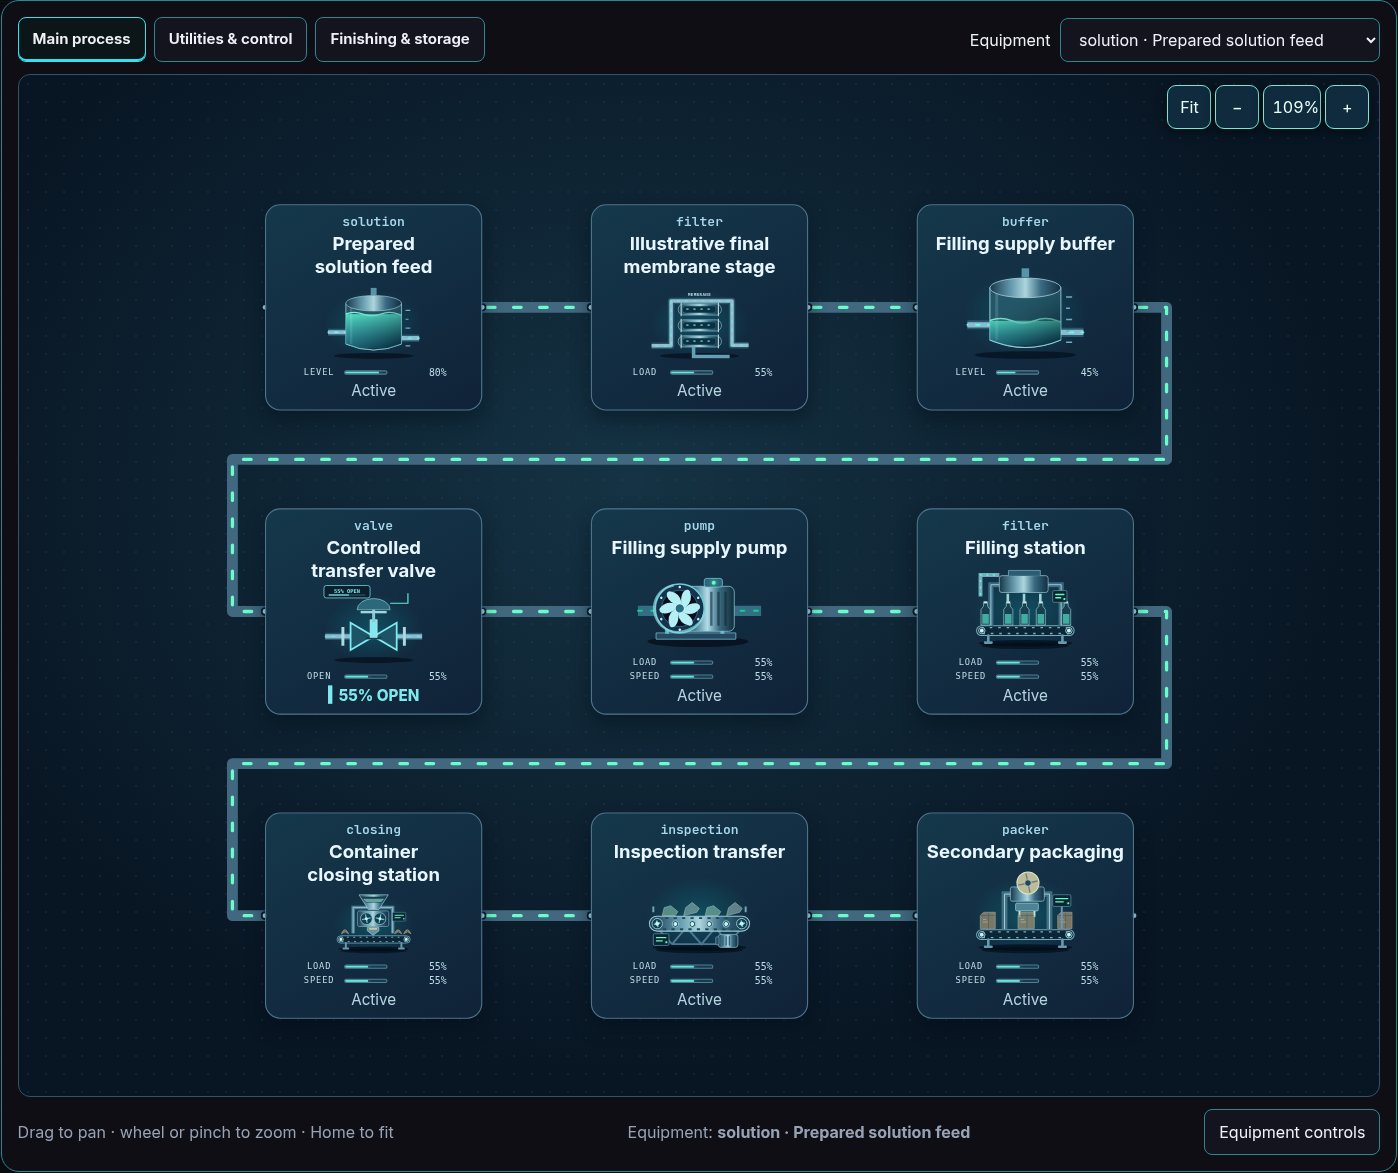 Main process
Utilities & control
Finishing & storage
Equipment
solution · Prepared solution feed
Fit
−
109%
+
solution
Prepared
solution feed
LEVEL 80%
Active
filter
Illustrative final
membrane stage
MEMBRANE
LOAD 55%
Active
buffer
Filling supply buffer
LEVEL 45%
Active
valve
Controlled
transfer valve
55% OPEN
OPEN 55%
55% OPEN
pump
Filling supply pump
LOAD 55%
SPEED 55%
Active
filler
Filling station
LOAD 55%
SPEED 55%
Active
closing
Container
closing station
LOAD 55%
SPEED 55%
Active
inspection
Inspection transfer
LOAD 55%
SPEED 55%
Active
packer
Secondary packaging
LOAD 55%
SPEED 55%
Active
Drag to pan · wheel or pinch to zoom · Home to fit
Equipment: solution · Prepared solution feed
Equipment controls